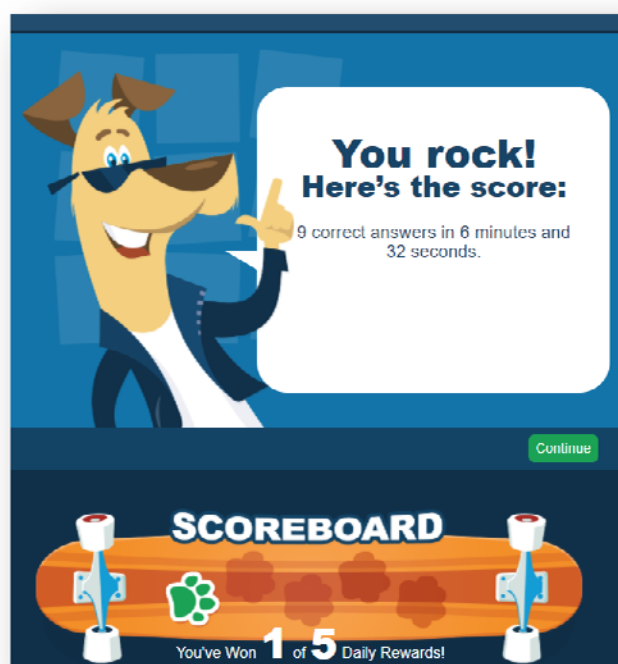 You rock!
Here's the score:
9 correct answers in 6 minutes and
32 seconds.
Continue
SCOREBOARD
You've Won 1 of 5 Daily Rewards!